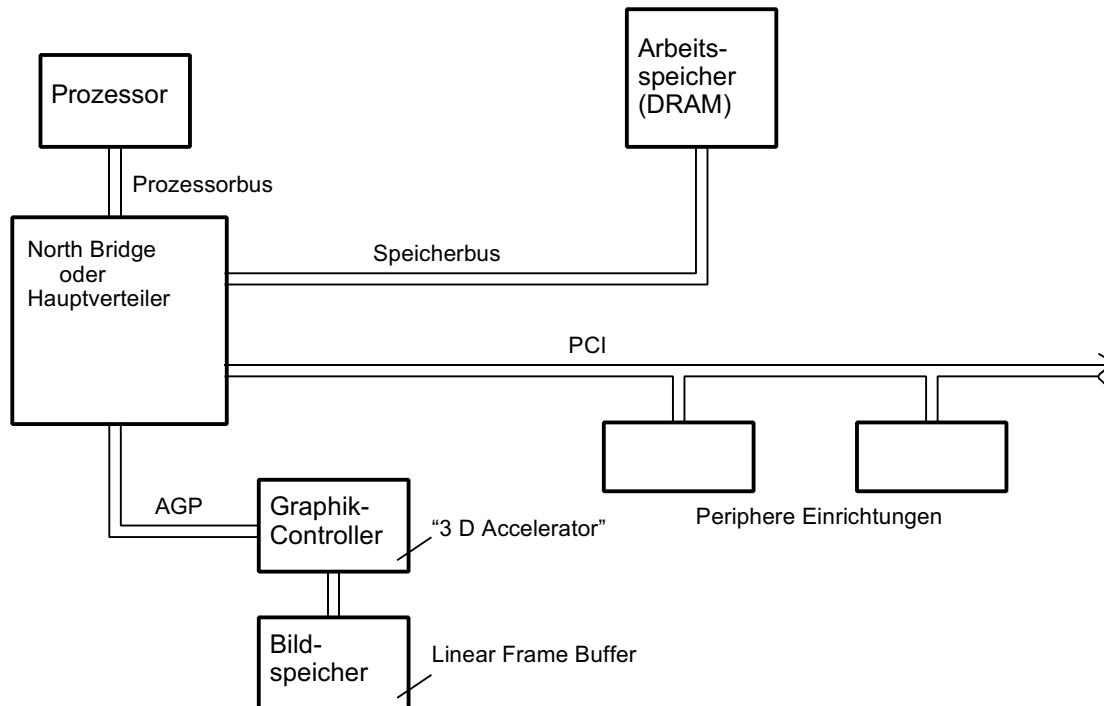 Arbeits-
speicher
(DRAM)
Prozessor
Prozessorbus
North Bridge
oder
Hauptverteiler
Speicherbus
PCI
AGP
Graphik-
Controller
“3 D Accelerator”
Periphere Einrichtungen
Bild-
speicher
Linear Frame Buffer